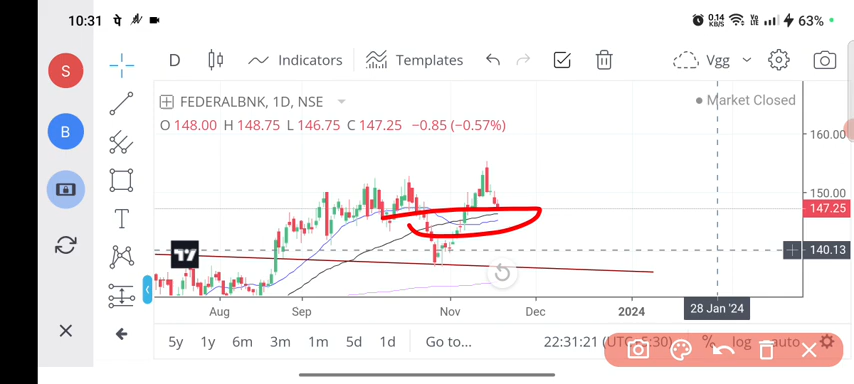 10:31
0.14 KB/S Vo LTE 63%
S
B
D Indicators Templates Vgg
FEDERALBNK, 1D, NSE
Market Closed
O 148.00 H 148.75 L 146.75 C 147.25 −0.85 (−0.57%)
160.00
150.00
147.25
140.13
T
Aug Sep Nov Dec 2024 28 Jan '24
5y 1y 6m 3m 1m 5d 1d Go to... 22:31:21 (UTC+5:30) % log auto